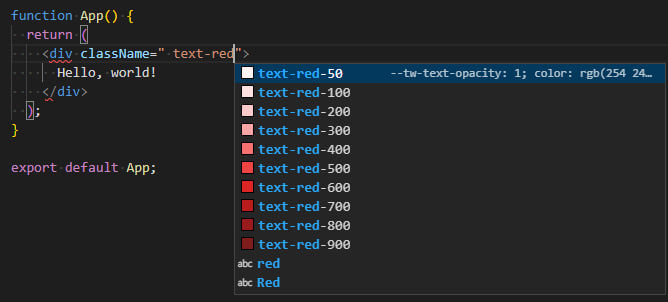 function App() {
return (
<div className=" text-red">
Hello, world!
</div>
);
}
export default App;
text-red-50 --tw-text-opacity: 1; color: rgb(254 24…
text-red-100
text-red-200
text-red-300
text-red-400
text-red-500
text-red-600
text-red-700
text-red-800
text-red-900
abc red
abc Red